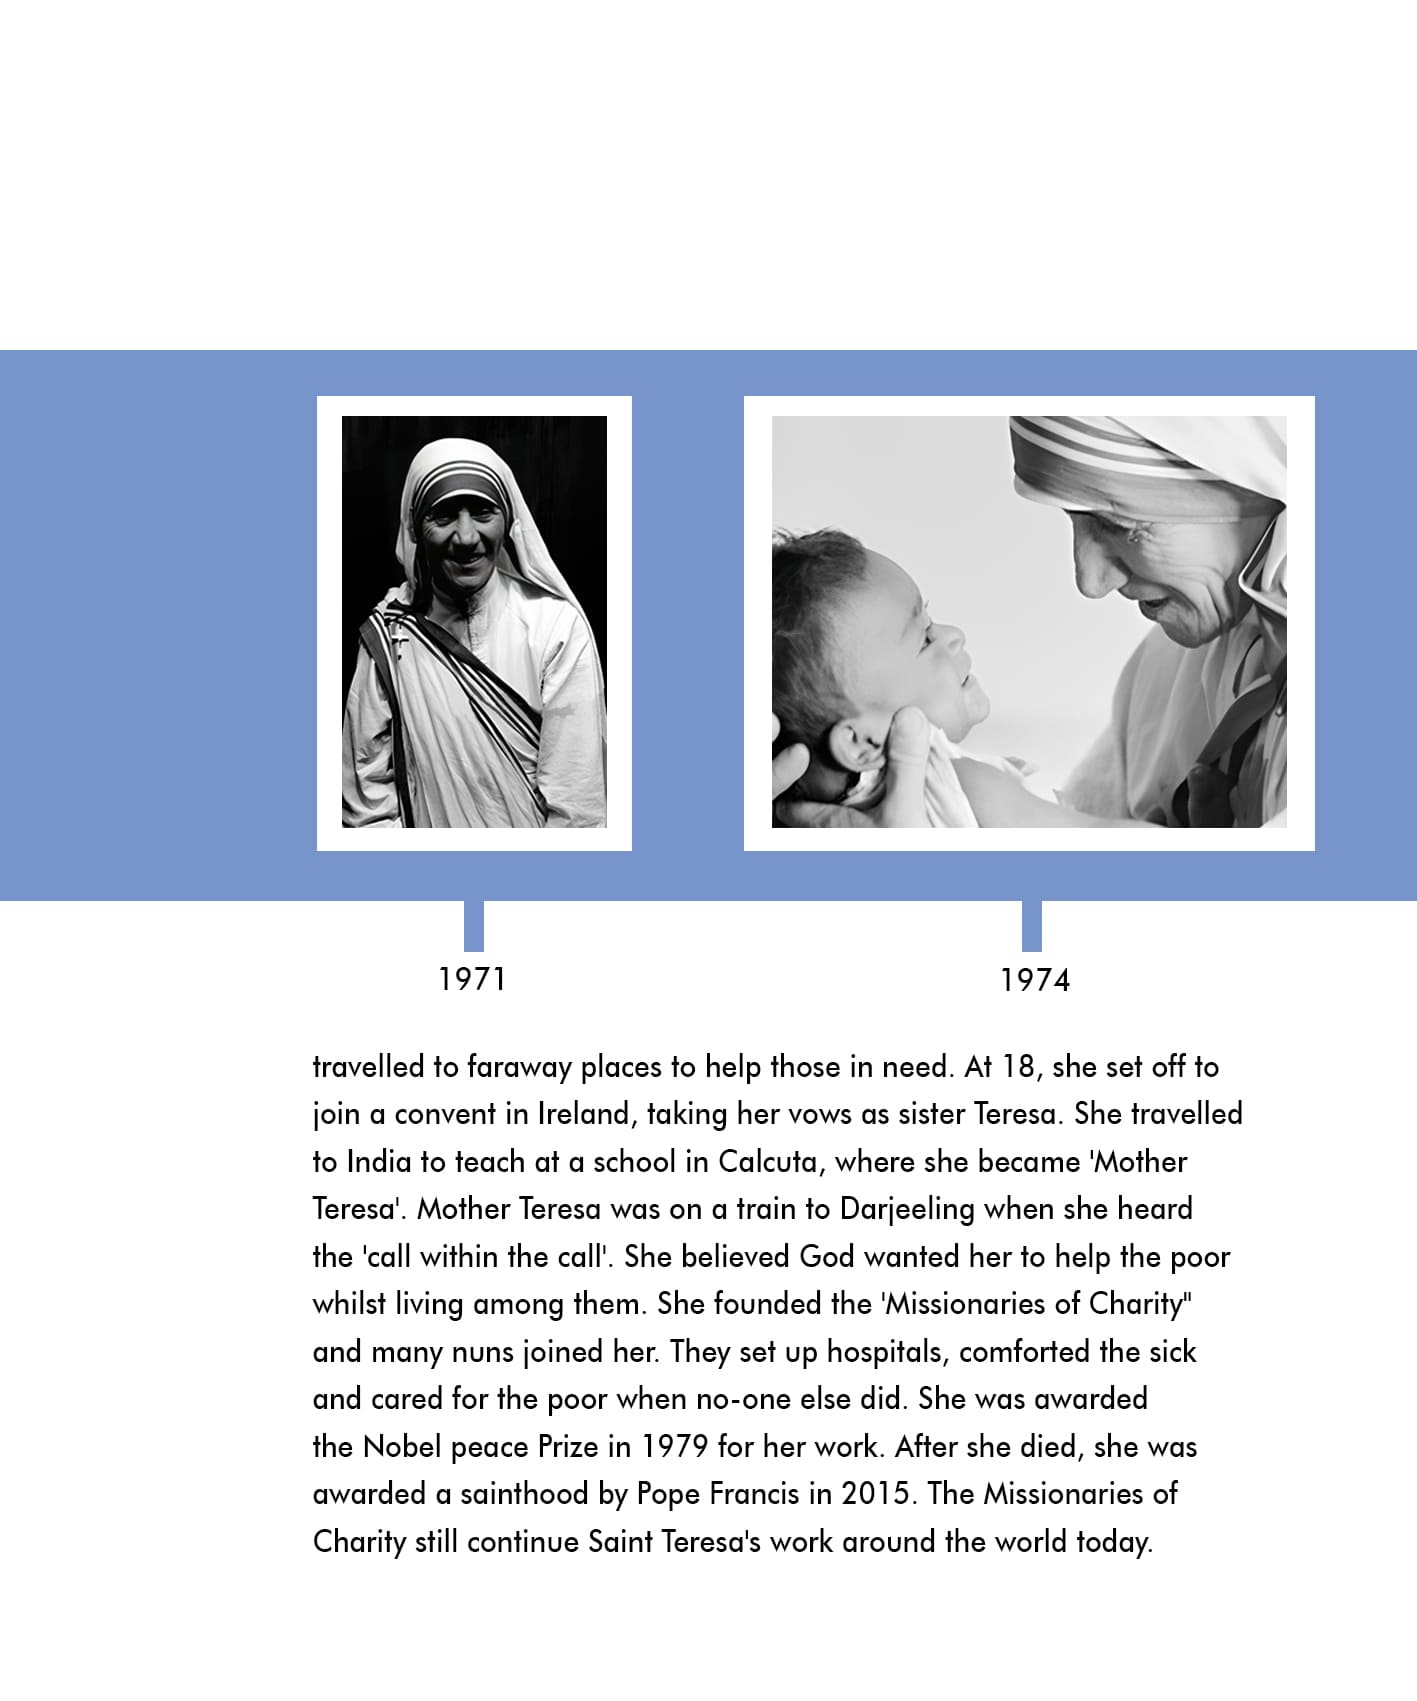 1971
1974
travelled to faraway places to help those in need. At 18, she set off to
join a convent in Ireland, taking her vows as sister Teresa. She travelled
to India to teach at a school in Calcuta, where she became 'Mother
Teresa'. Mother Teresa was on a train to Darjeeling when she heard
the 'call within the call'. She believed God wanted her to help the poor
whilst living among them. She founded the 'Missionaries of Charity"
and many nuns joined her. They set up hospitals, comforted the sick
and cared for the poor when no-one else did. She was awarded
the Nobel peace Prize in 1979 for her work. After she died, she was
awarded a sainthood by Pope Francis in 2015. The Missionaries of
Charity still continue Saint Teresa's work around the world today.